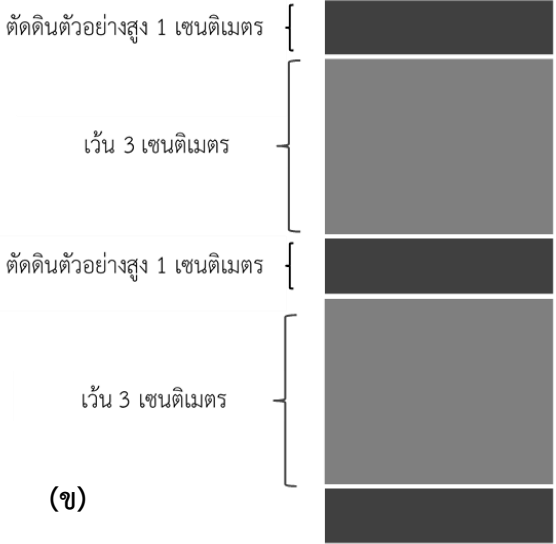 ตัดดินตัวอย่างสูง 1 เซนติเมตร
เว้น 3 เซนติเมตร
ตัดดินตัวอย่างสูง 1 เซนติเมตร
เว้น 3 เซนติเมตร
(ข)